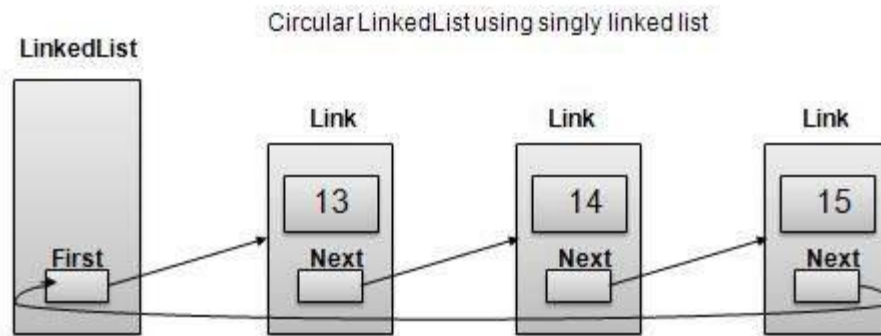 Circular LinkedList using singly linked list
LinkedList
Link
Link
Link
13
14
15
First
Next
Next
Next